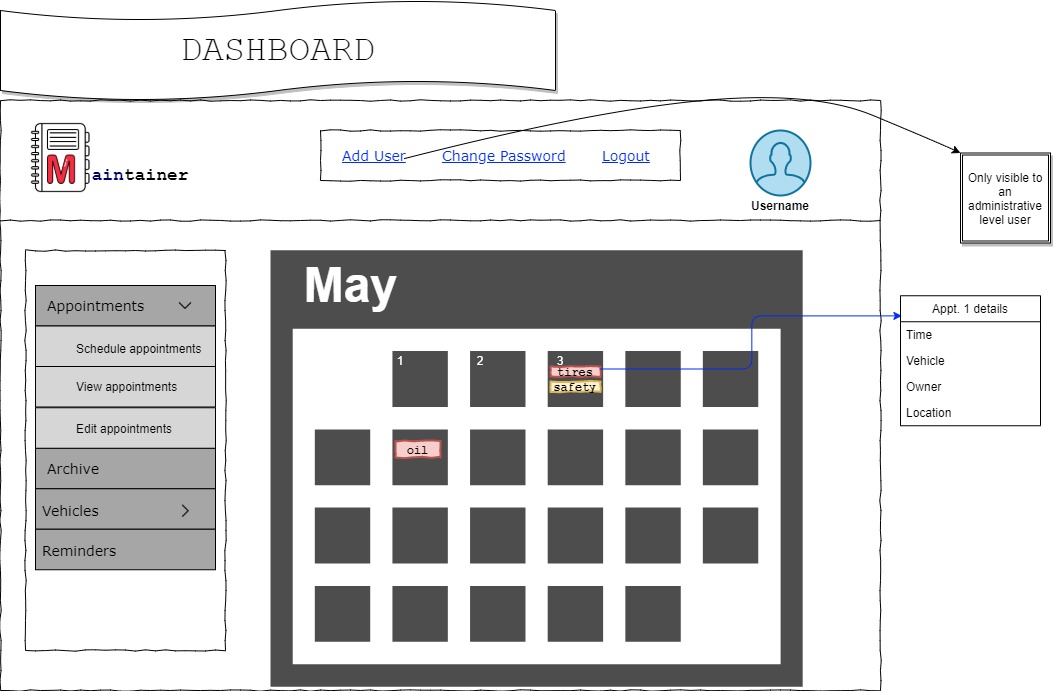 DASHBOARD
Maintainer
Add User
Change Password
Logout
Username
Only visible to
an
administrative
level user
Appointments
Schedule appointments
View appointments
Edit appointments
Archive
Vehicles
Reminders
May
1
2
3
tires
safety
oil
Appt. 1 details
Time
Vehicle
Owner
Location